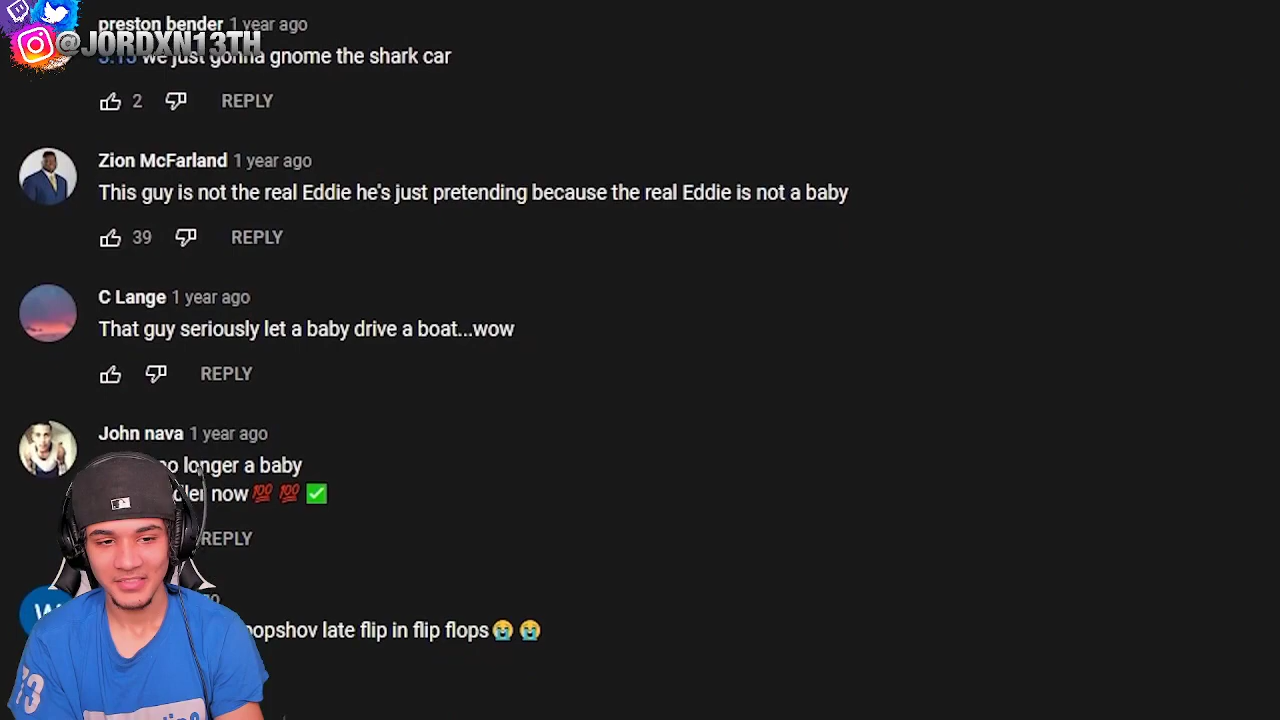 preston bender 1 year ago
@JORDXN13TH
we just gonna gnome the shark car
2 REPLY
Zion McFarland 1 year ago
This guy is not the real Eddie he's just pretending because the real Eddie is not a baby
39 REPLY
C Lange 1 year ago
That guy seriously let a baby drive a boat...wow
REPLY
John nava 1 year ago
no longer a baby
now 💯 💯 ✅
REPLY
W
late flip in flip flops😭 😭